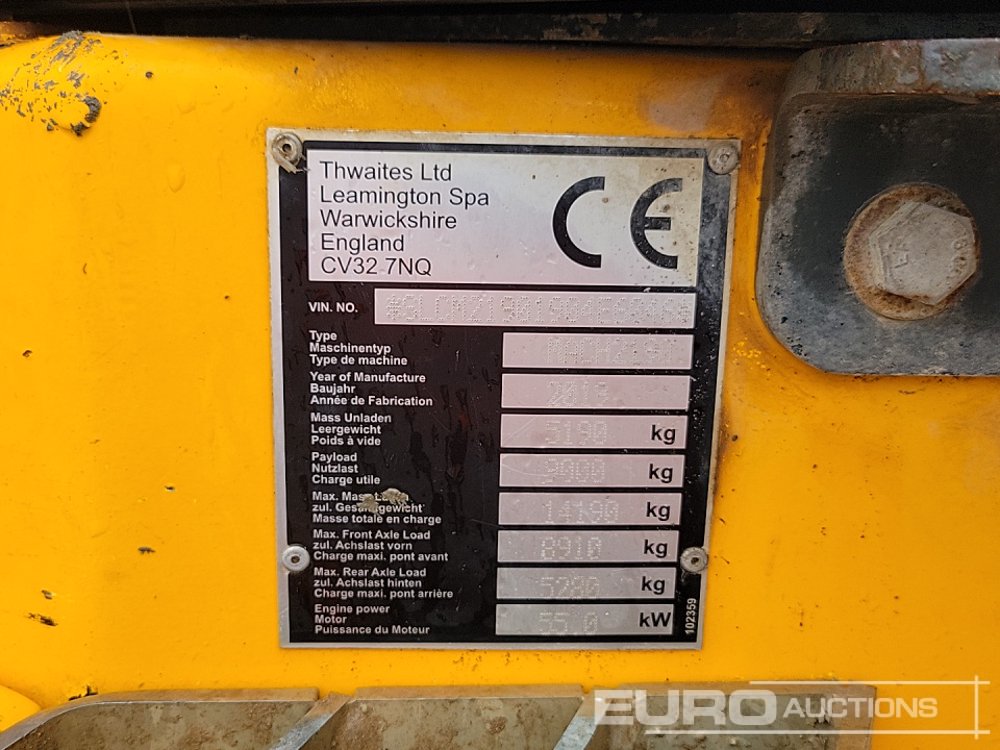 Thwaites Ltd
Leamington Spa
Warwickshire
England
CV32 7NQ
CE
VIN. NO.
Type
Maschinentyp
Type de machine
Year of Manufacture
Baujahr
Année de Fabrication
2013
Mass Unladen
Leergewicht
Poids à vide
5190 kg
Payload
Nutzlast
Charge utile
9000 kg
Max. Mass Laden
zul. Gesamtgewicht
Masse totale en charge
14190 kg
Max. Front Axle Load
zul. Achslast vorn
Charge maxi. pont avant
8910 kg
Max. Rear Axle Load
zul. Achslast hinten
Charge maxi. pont arrière
5280 kg
Engine power
Motor
Puissance du Moteur
55.0 kW
102359
EURO AUCTIONS